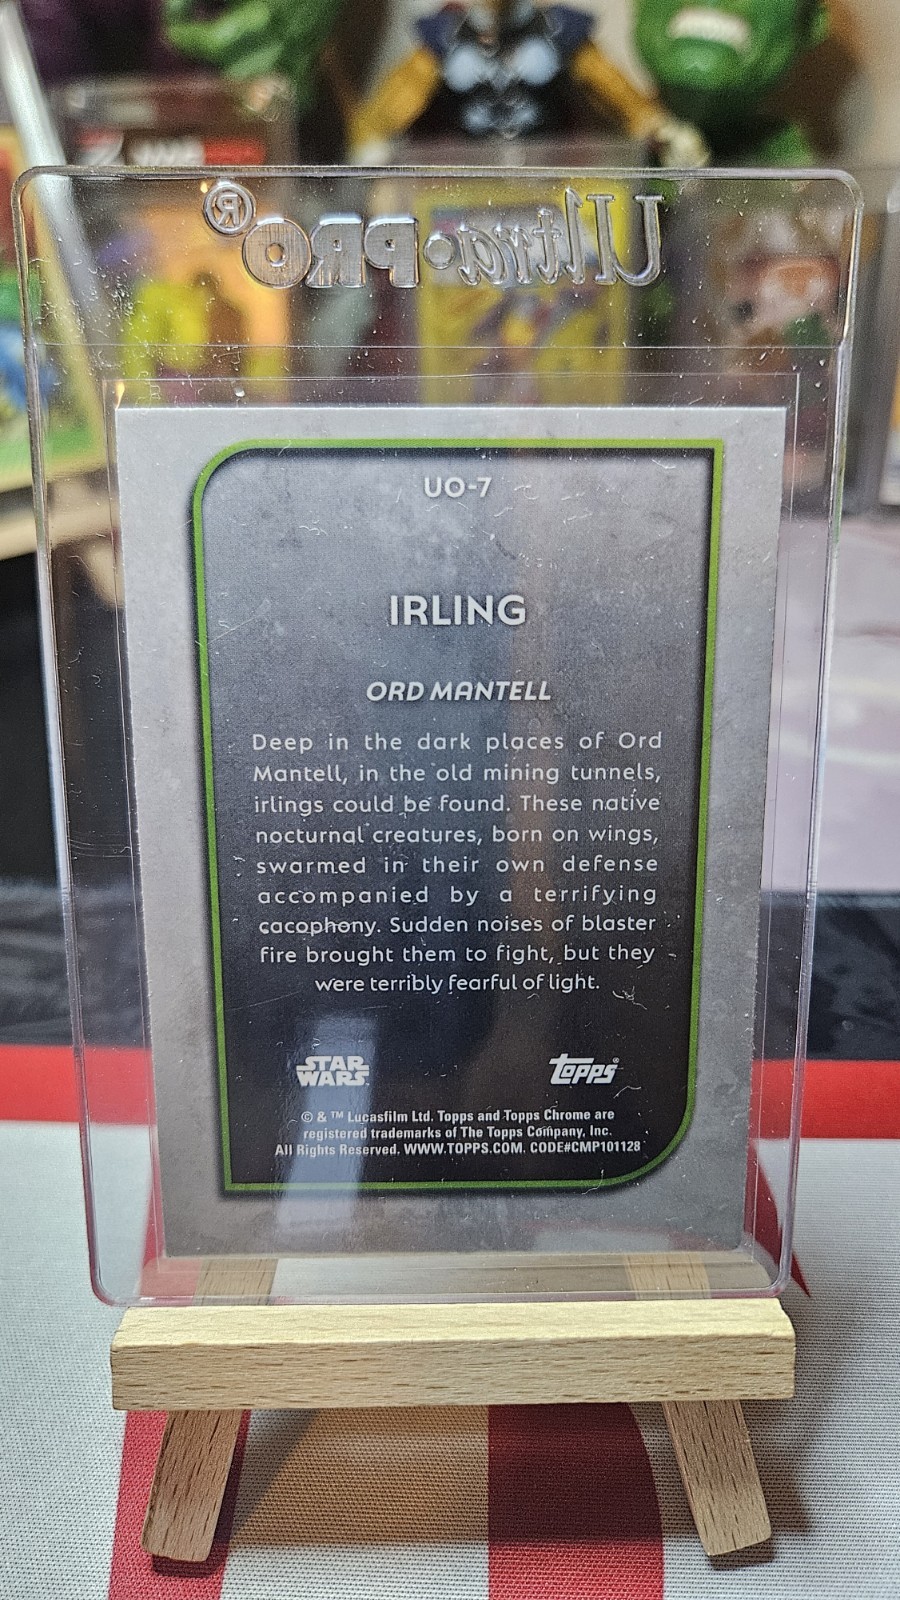 Ultra•PRO®
UO-7
IRLING
ORD MANTELL
Deep in the dark places of Ord
Mantell, in the old mining tunnels,
irlings could be found. These native
nocturnal creatures, born on wings,
swarmed in their own defense
accompanied by a terrifying
cacophony. Sudden noises of blaster
fire brought them to fight, but they
were terribly fearful of light.
STAR
WARS
topps®
© & ™ Lucasfilm Ltd. Topps and Topps Chrome are
registered trademarks of The Topps Company, Inc.
All Rights Reserved. WWW.TOPPS.COM. CODE#CMP101128